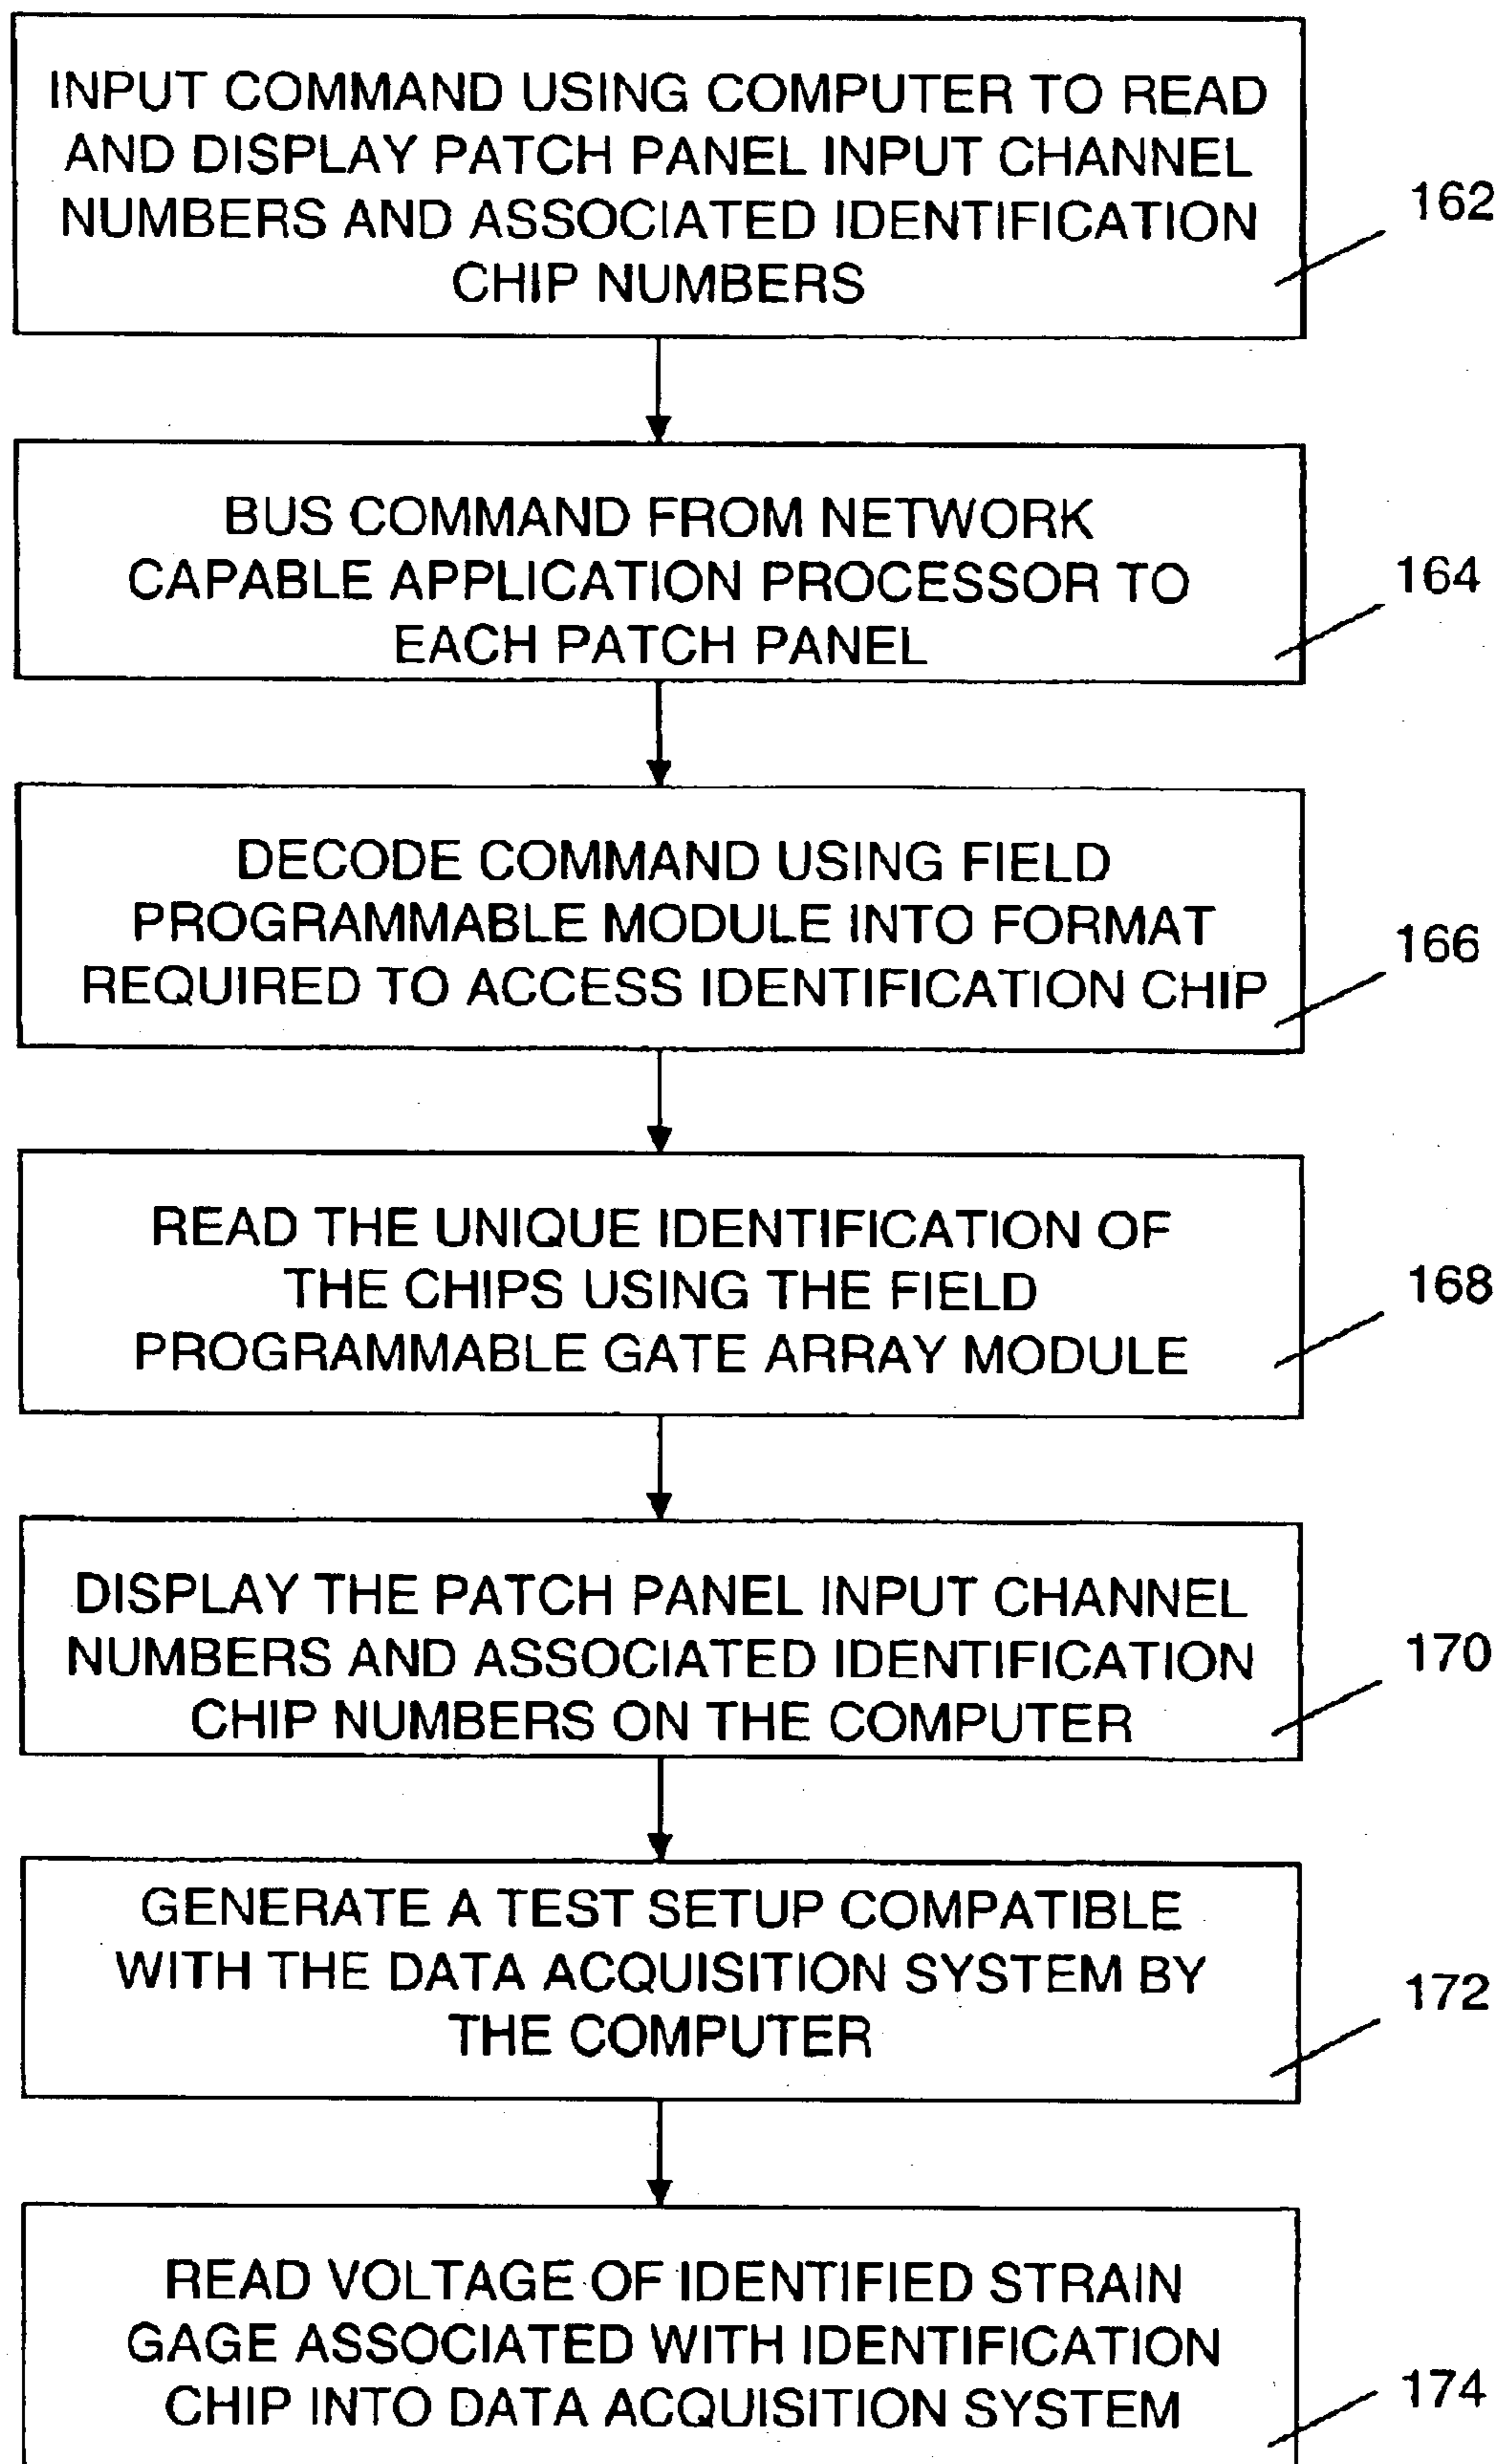 INPUT COMMAND USING COMPUTER TO READ
AND DISPLAY PATCH PANEL INPUT CHANNEL
NUMBERS AND ASSOCIATED IDENTIFICATION
CHIP NUMBERS
162
BUS COMMAND FROM NETWORK
CAPABLE APPLICATION PROCESSOR TO
EACH PATCH PANEL
164
DECODE COMMAND USING FIELD
PROGRAMMABLE MODULE INTO FORMAT
REQUIRED TO ACCESS IDENTIFICATION CHIP
166
READ THE UNIQUE IDENTIFICATION OF
THE CHIPS USING THE FIELD
PROGRAMMABLE GATE ARRAY MODULE
168
DISPLAY THE PATCH PANEL INPUT CHANNEL
NUMBERS AND ASSOCIATED IDENTIFICATION
CHIP NUMBERS ON THE COMPUTER
170
GENERATE A TEST SETUP COMPATIBLE
WITH THE DATA ACQUISITION SYSTEM BY
THE COMPUTER
172
READ VOLTAGE OF IDENTIFIED STRAIN
GAGE ASSOCIATED WITH IDENTIFICATION
CHIP INTO DATA ACQUISITION SYSTEM
174